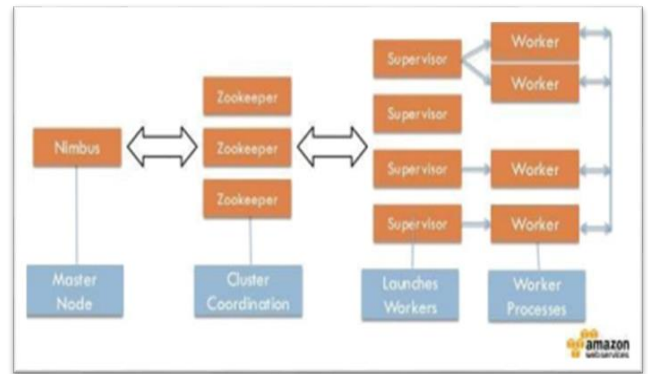 Nimbus
Master
Node
Zookeeper
Zookeeper
Zookeeper
Cluster
Coordination
Supervisor
Supervisor
Supervisor
Supervisor
Launches
Workers
Worker
Worker
Worker
Worker
Worker
Processes
amazon
webservices